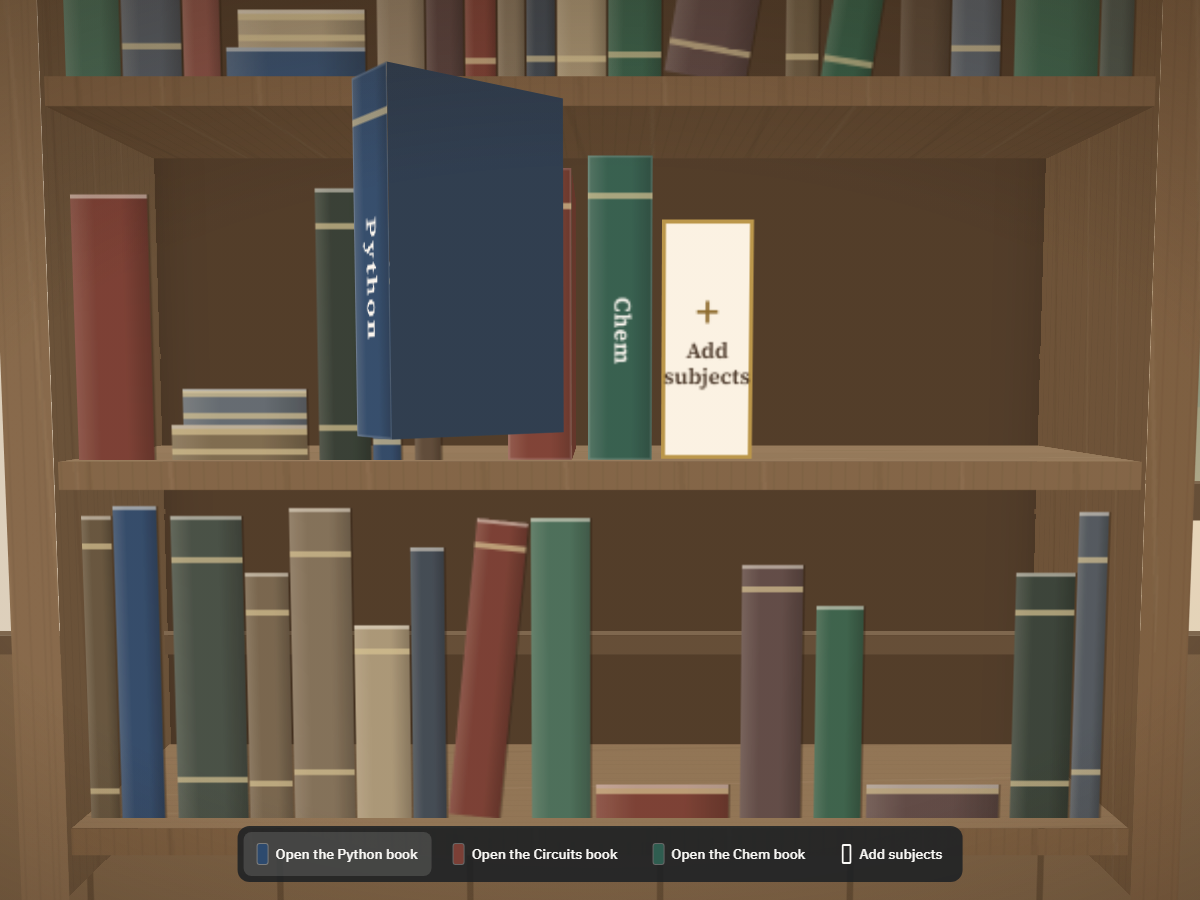 Python
Chem
+
Add
subjects
Open the Python book
Open the Circuits book
Open the Chem book
Add subjects